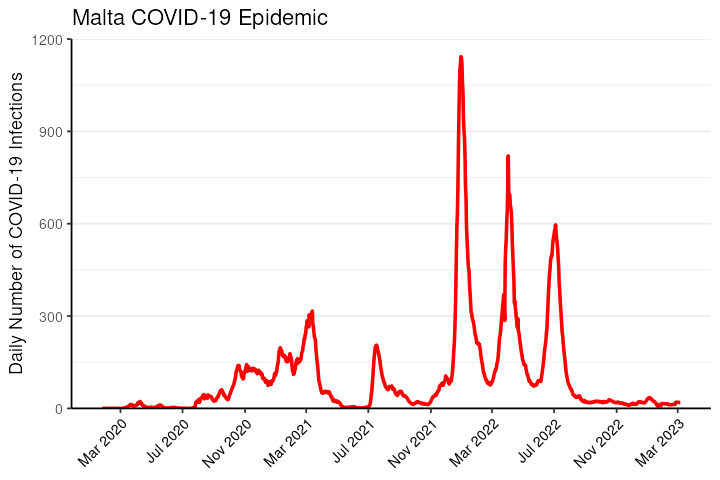 Malta COVID-19 Epidemic
Daily Number of COVID-19 Infections
1200
900
600
300
0
Mar 2020
Jul 2020
Nov 2020
Mar 2021
Jul 2021
Nov 2021
Mar 2022
Jul 2022
Nov 2022
Mar 2023